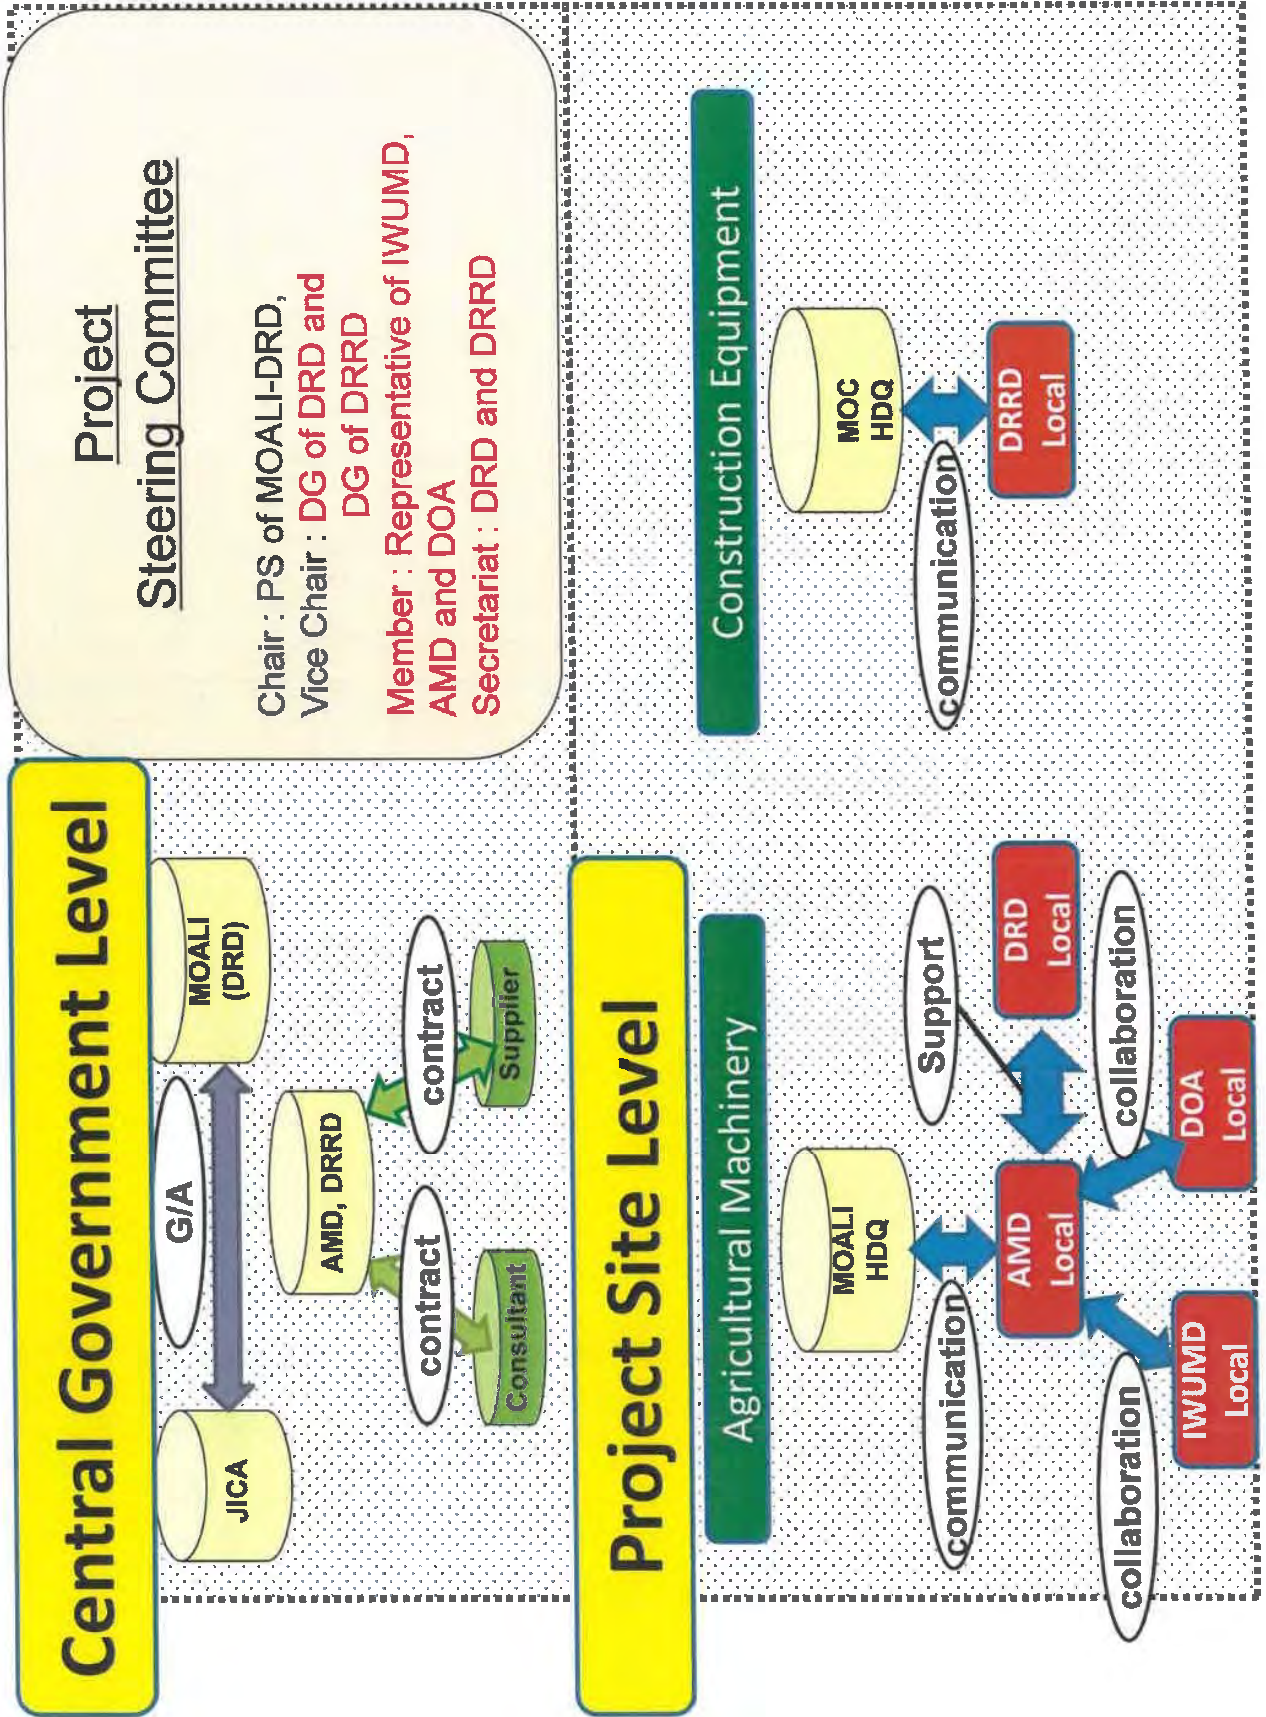 Central Government Level
JICA
G/A
MOALI
(DRD)
AMD, DRRD
contract
contract
Consultant
Supplier
Project
Steering Committee
Chair : PS of MOALI-DRD,
Vice Chair : DG of DRD and
DG of DRRD
Member : Representative of IWUMD,
AMD and DOA
Secretariat : DRD and DRRD
Project Site Level
Agricultural Machinery
MOALI
HDQ
communication
Support
AMD
Local
DRD
Local
collaboration
collaboration
IWUMD
Local
DOA
Local
Construction Equipment
MOC
HDQ
communication
DRRD
Local